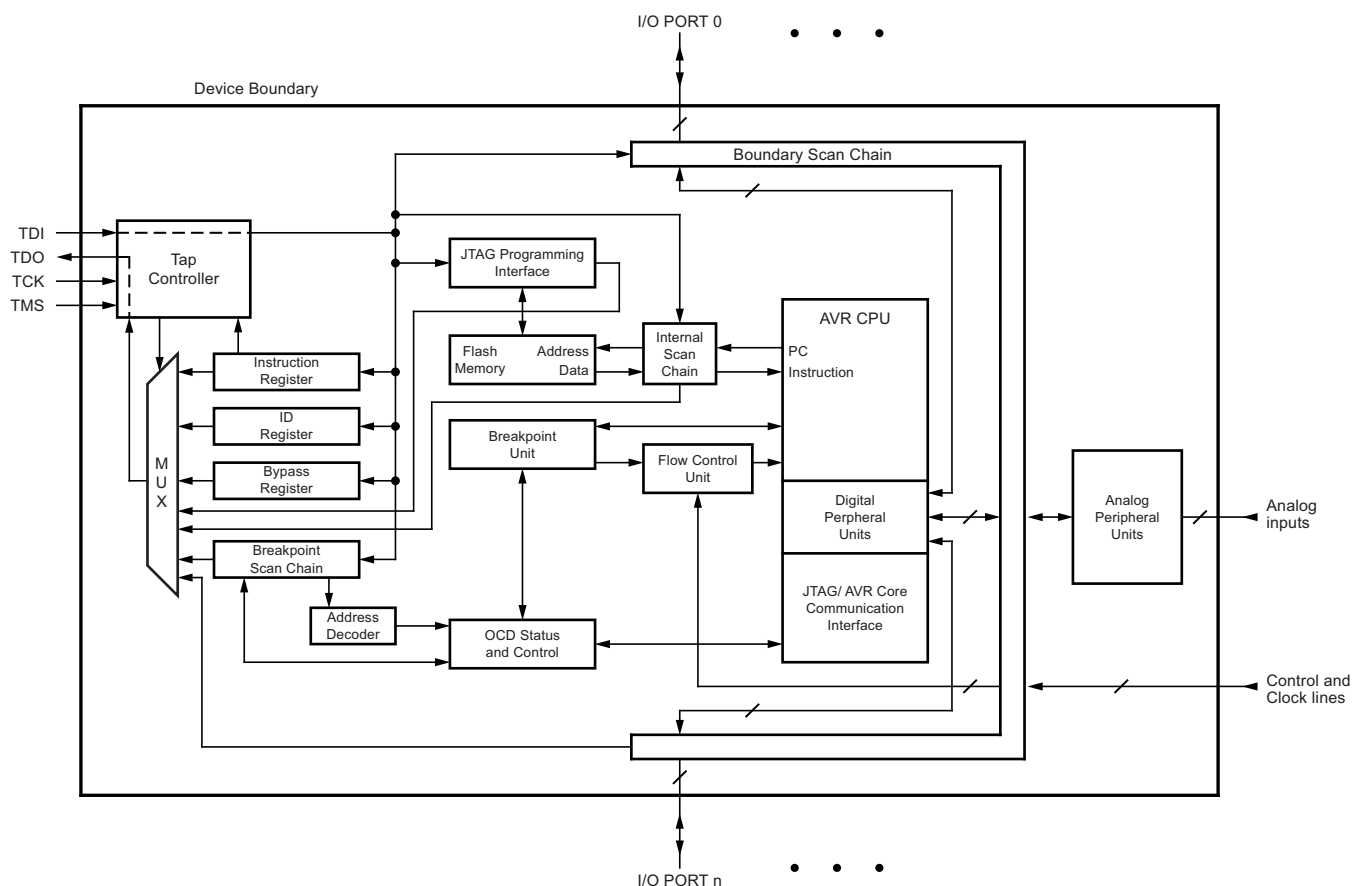 I/O PORT 0
Device Boundary
Boundary Scan Chain
TDI
TDO
TCK
TMS
Tap
Controller
JTAG Programming
Interface
AVR CPU
Flash
Memory
Address
Data
Internal
Scan
Chain
PC
Instruction
Instruction
Register
ID
Register
Breakpoint
Unit
Flow Control
Unit
M
U
X
Bypass
Register
Digital
Perpheral
Units
Analog
Peripheral
Units
Analog
inputs
Breakpoint
Scan Chain
JTAG/ AVR Core
Communication
Interface
Address
Decoder
OCD Status
and Control
Control and
Clock lines
I/O PORT n